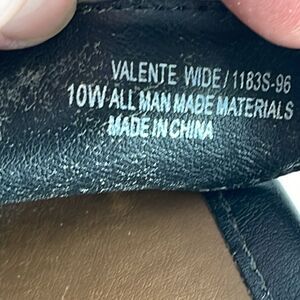 VALENTE WIDE/1183S-96
10W-ALL MAN MADE MATERIALS
MADE IN CHINA